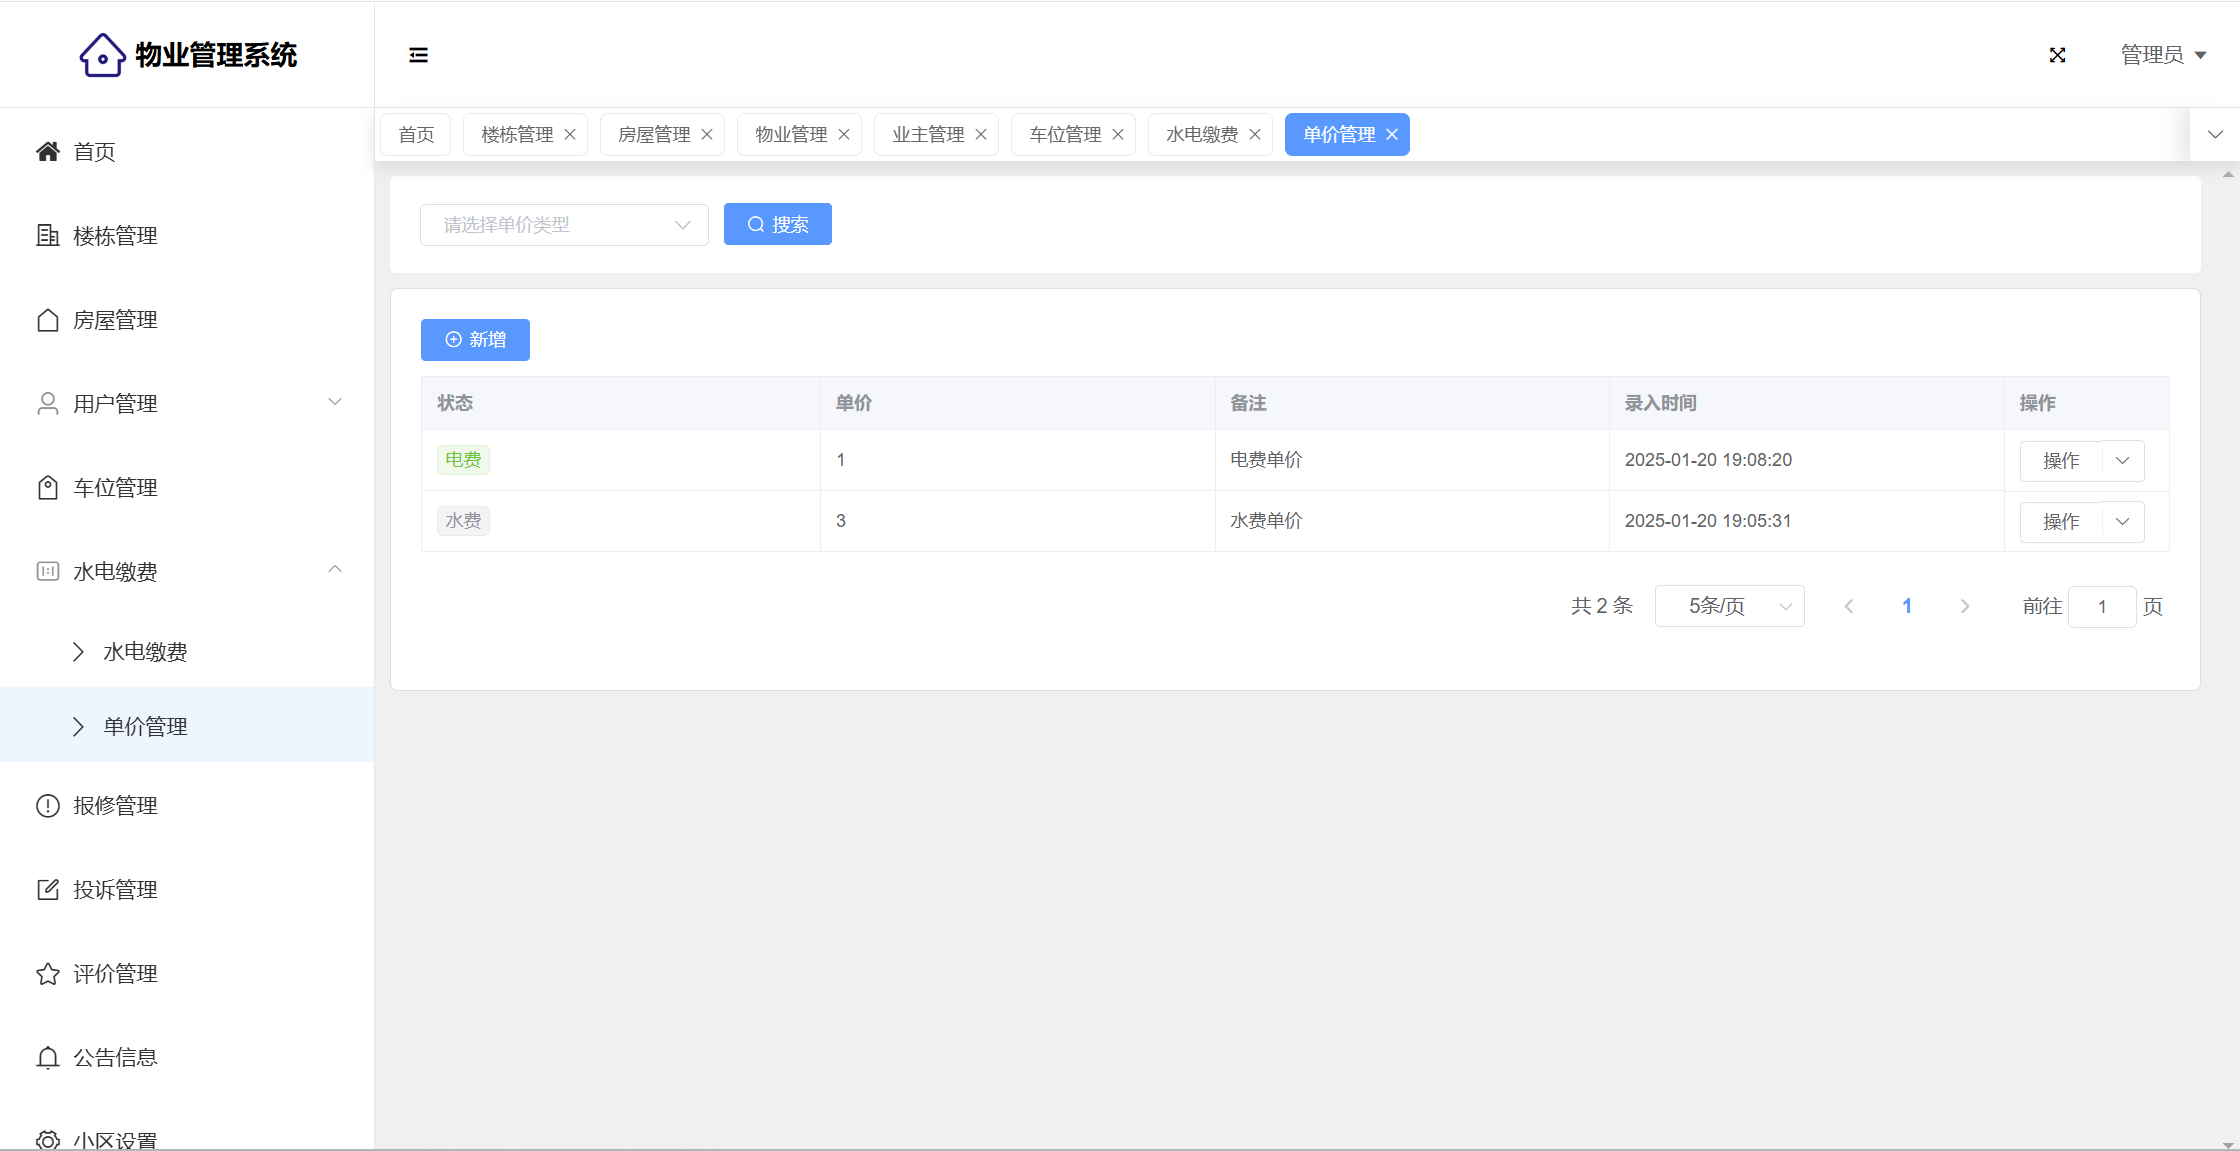 物业管理系统
管理员
首页
楼栋管理
房屋管理
用户管理
车位管理
水电缴费
水电缴费
单价管理
报修管理
投诉管理
评价管理
公告信息
小区设置
首页 楼栋管理 房屋管理 物业管理 业主管理 车位管理 水电缴费 单价管理
请选择单价类型 搜索
新增
状态 单价 备注 录入时间 操作
电费 1 电费单价 2025-01-20 19:08:20 操作
水费 3 水费单价 2025-01-20 19:05:31 操作
共 2 条 5条/页 1 前往 1 页